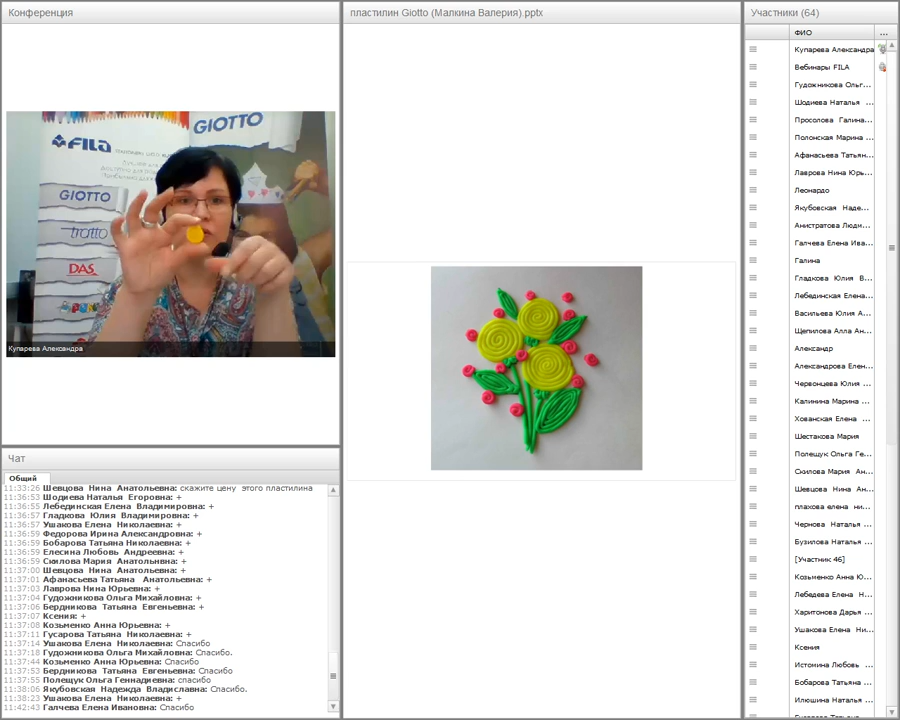 Конференция
FILA
GIOTTO
GIOTTO
tratto
DAS
Купарева Александра
Чат
Общий
11:33:26 Шевцова Нина Анатольевна: скажите цену этого пластилина
11:36:53 Шодиева Наталья Егоровна: +
11:36:55 Лебединская Елена Владимировна: +
11:36:57 Гладкова Юлия Владимировна: +
11:36:57 Ушакова Елена Николаевна: +
11:36:59 Федорова Ирина Александровна: +
11:36:59 Бобарова Татьяна Николаевна: +
11:36:59 Елесина Любовь Андреевна: +
11:36:59 Скилова Мария Анатольнвна: +
11:37:00 Шевцова Нина Анатольевна: +
11:37:01 Афанасьева Татьяна Анатольевна: +
11:37:03 Лаврова Нина Юрьевна: +
11:37:04 Гудожникова Ольга Михайловна: +
11:37:06 Бердникова Татьяна Евгеньевна: +
11:37:07 Ксения: +
11:37:08 Козьменко Анна Юрьевна: +
11:37:11 Гусарова Татьяна Николаевна: +
11:37:14 Ушакова Елена Николаевна: Спасибо
11:37:18 Гудожникова Ольга Михайловна: Спасибо.
11:37:44 Козьменко Анна Юрьевна: Спасибо
11:37:53 Бердникова Татьяна Евгеньевна: Спасибо
11:37:55 Полещук Ольга Геннадиевна: спасибо
11:38:06 Якубовская Надежда Владиславна: Спасибо.
11:38:23 Ушакова Елена Николаевна: +
11:42:43 Галчева Елена Ивановна: Спасибо
пластилин Giotto (Малкина Валерия).pptx
Участники (64)
ФИО ...
Купарева Александра
Вебинары FILA
Гудожникова Ольг...
Шодиева Наталья ...
Просолова Галина...
Полонская Марина ...
Афанасьева Татьян...
Лаврова Нина Юрь...
Леонардо
Якубовская Наде...
Анистратова Людм...
Галчева Елена Ива...
Галина
Гладкова Юлия В...
Лебединская Елена...
Васильева Юлия А...
Щепилова Алла Ан...
Александр
Александрова Елен...
Червонцева Юлия ...
Калинина Марина ...
Хованская Елена ...
Шестакова Мария
Полещук Ольга Ге...
Скилова Мария Ан...
Шевцова Нина Ан...
плахова елена ни...
Чернова Наталья ...
Бузилова Наталья ...
[Участник 46]
Козьменко Анна Ю...
Лебедева Елена Н...
Харитонова Дарья ...
Ушакова Елена Ни...
Ксения
Истомина Любовь ...
Бобарова Татьяна ...
Илюшина Наталья ...